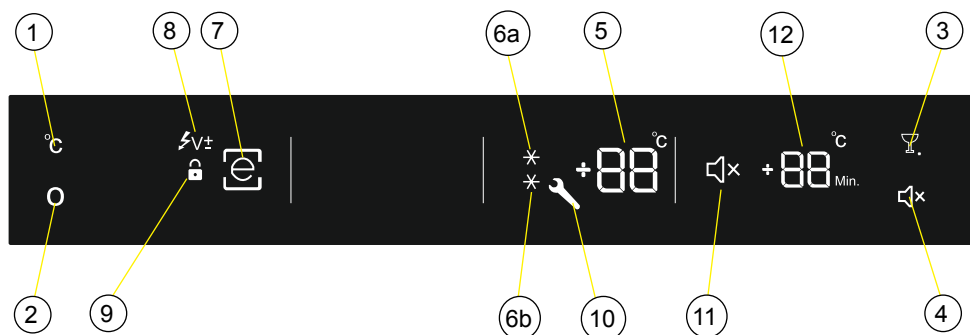 1 8 7 6a 5 12 3
°C V± e +88 °C +88 °C
Min.
O
2 9 6b 10 11 4